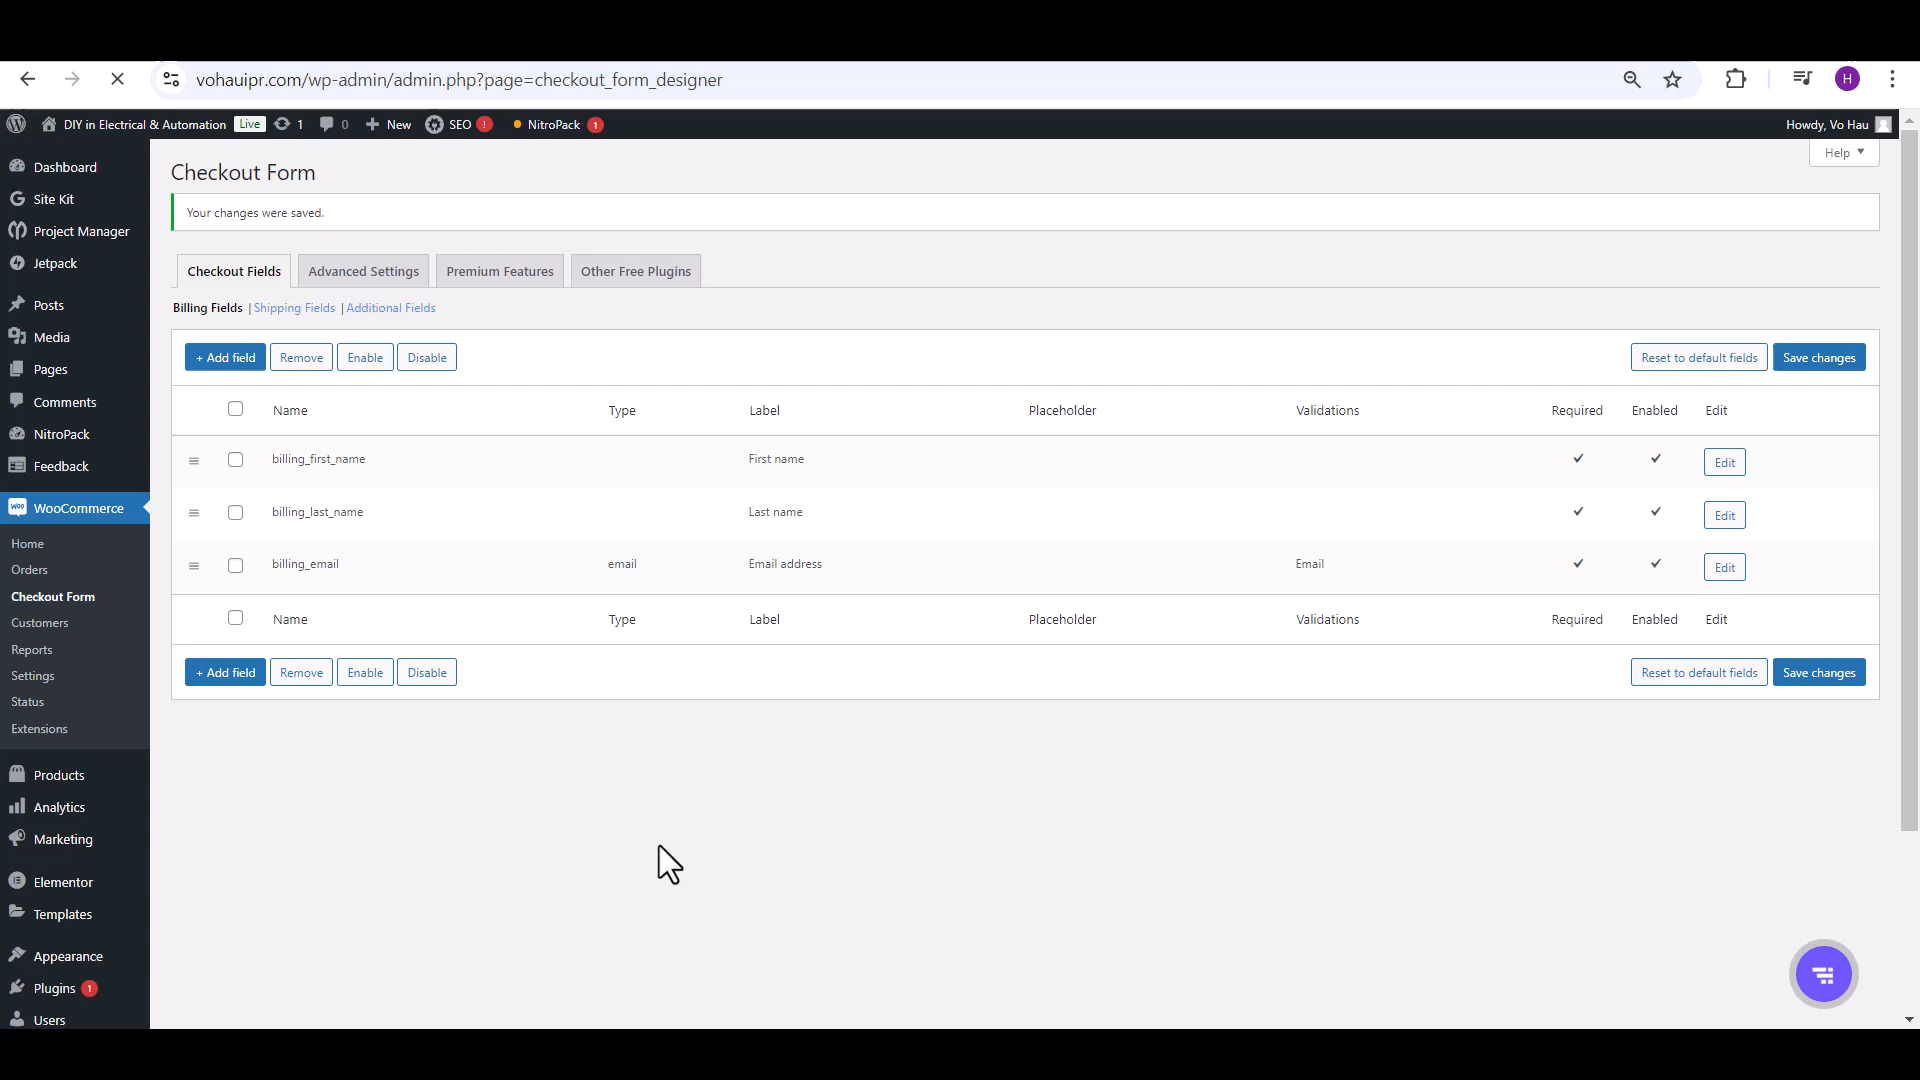 vohauipr.com/wp-admin/admin.php?page=checkout_form_designer
H
DIY in Electrical & Automation Live 1 0 New SEO ! NitroPack 1
Howdy, Vo Hau
Help
Dashboard
Site Kit
Project Manager
Jetpack
Posts
Media
Pages
Comments
NitroPack
Feedback
WooCommerce
Home
Orders
Checkout Form
Customers
Reports
Settings
Status
Extensions
Products
Analytics
Marketing
Elementor
Templates
Appearance
Plugins 1
Users
Checkout Form
Your changes were saved.
Checkout Fields Advanced Settings Premium Features Other Free Plugins
Billing Fields | Shipping Fields | Additional Fields
+ Add field Remove Enable Disable Reset to default fields Save changes
Name Type Label Placeholder Validations Required Enabled Edit
billing_first_name First name ✓ ✓ Edit
billing_last_name Last name ✓ ✓ Edit
billing_email email Email address Email ✓ ✓ Edit
Name Type Label Placeholder Validations Required Enabled Edit
+ Add field Remove Enable Disable Reset to default fields Save changes